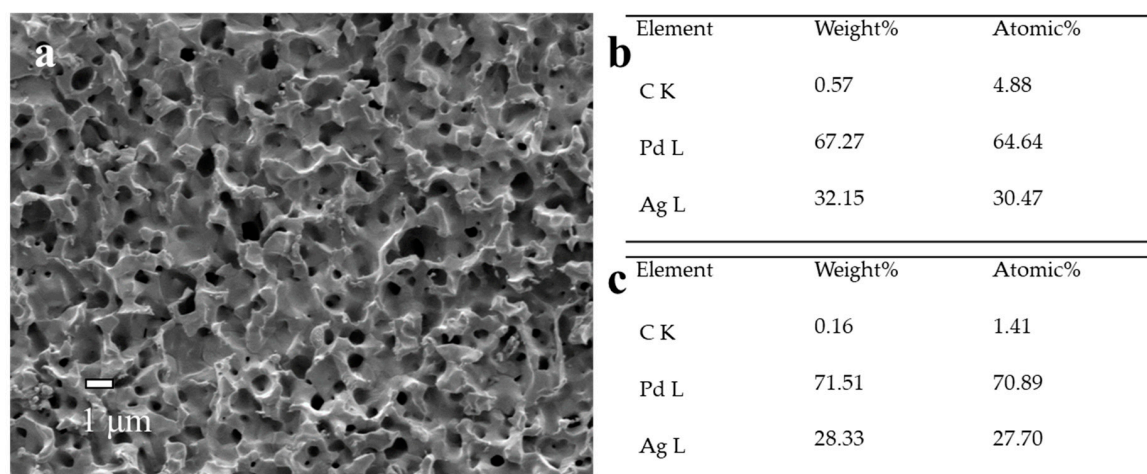 a
1 μm
b
Element Weight% Atomic%
C K 0.57 4.88
Pd L 67.27 64.64
Ag L 32.15 30.47
c
Element Weight% Atomic%
C K 0.16 1.41
Pd L 71.51 70.89
Ag L 28.33 27.70